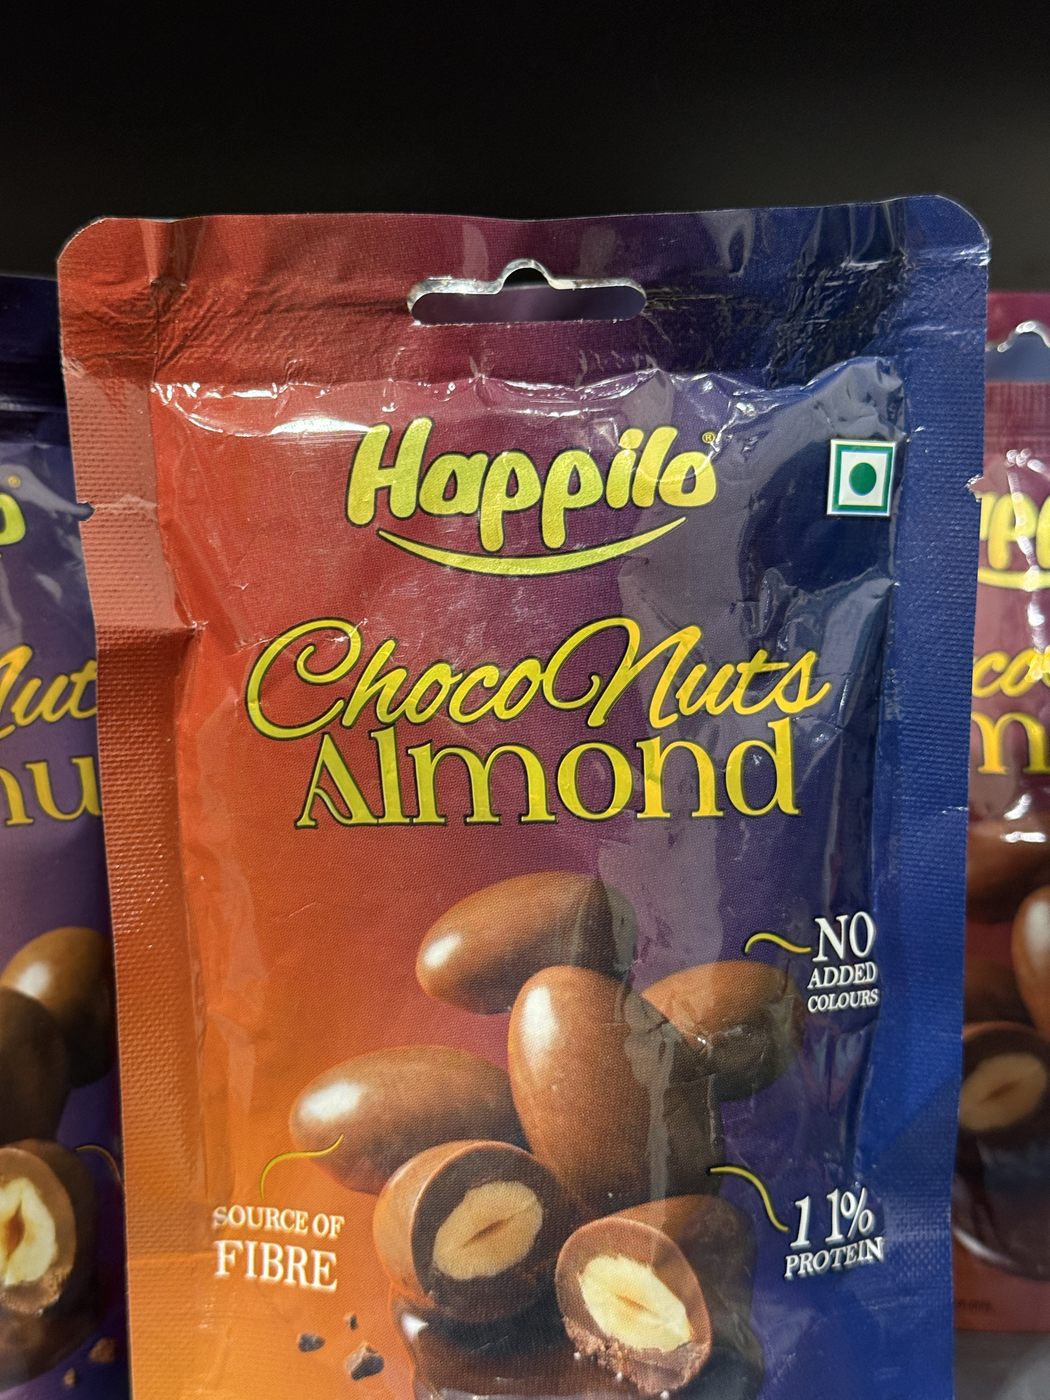 Happilo®
ChocoNuts
Almond
NO
ADDED
COLOURS
SOURCE OF
FIBRE
11%
PROTEIN